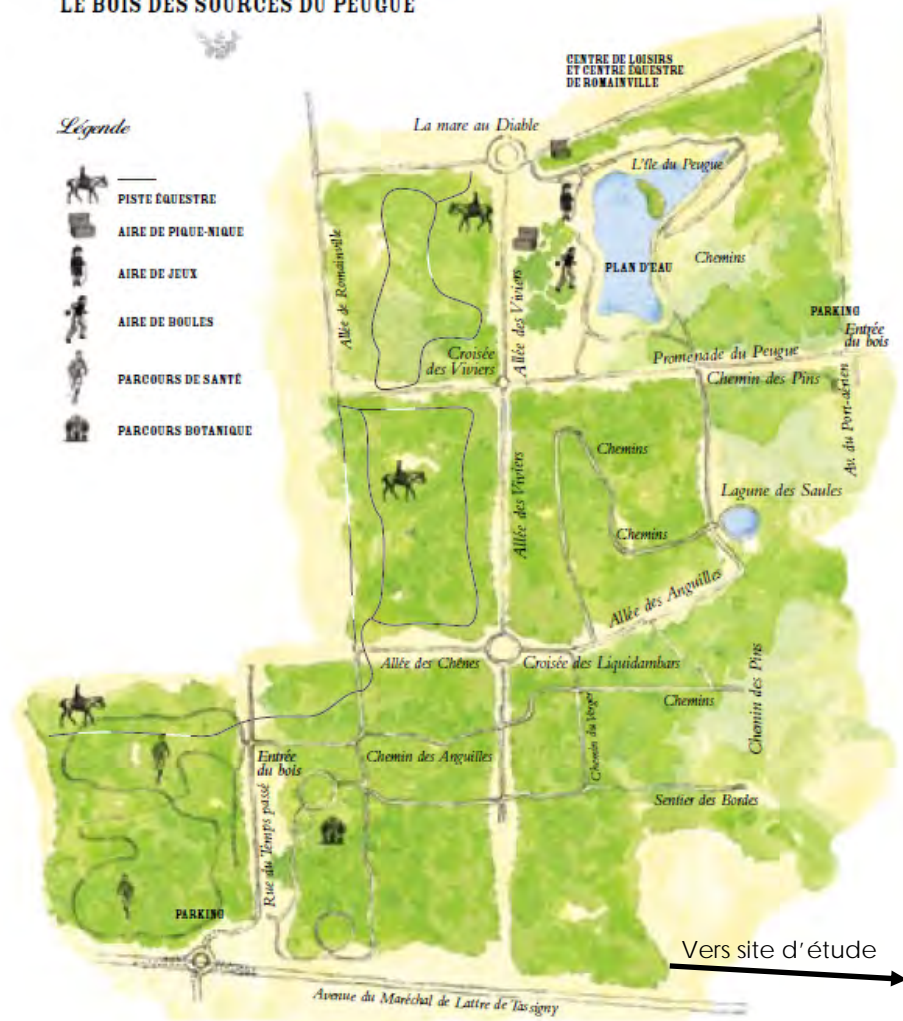 LE BOIS DES SOURCES DU PEUGUE
Légende
PISTE ÉQUESTRE
AIRE DE PIQUE-NIQUE
AIRE DE JEUX
AIRE DE BOULES
PARCOURS DE SANTÉ
PARCOURS BOTANIQUE
CENTRE DE LOISIRS
ET CENTRE ÉQUESTRE
DE ROMAINVILLE
La mare au Diable
L'île du Peugue
Allée de Romainville
PLAN D'EAU
Chemins
Allée des Viviers
PARKING
Entrée
du bois
Croisée
des Viviers
Promenade du Peugue
Chemin des Pins
Av. du Port-aérien
Chemins
Allée des Viviers
Lagune des Saules
Chemins
Allée des Anguilles
Allée des Chênes
Croisée des Liquidambars
Chemin des Pins
Chemins
Chemin du Verger
Entrée
du bois
Chemin des Anguilles
Sentier des Bordes
Rue du Temps passé
PARKING
Vers site d'étude
Avenue du Maréchal de Lattre de Tassigny